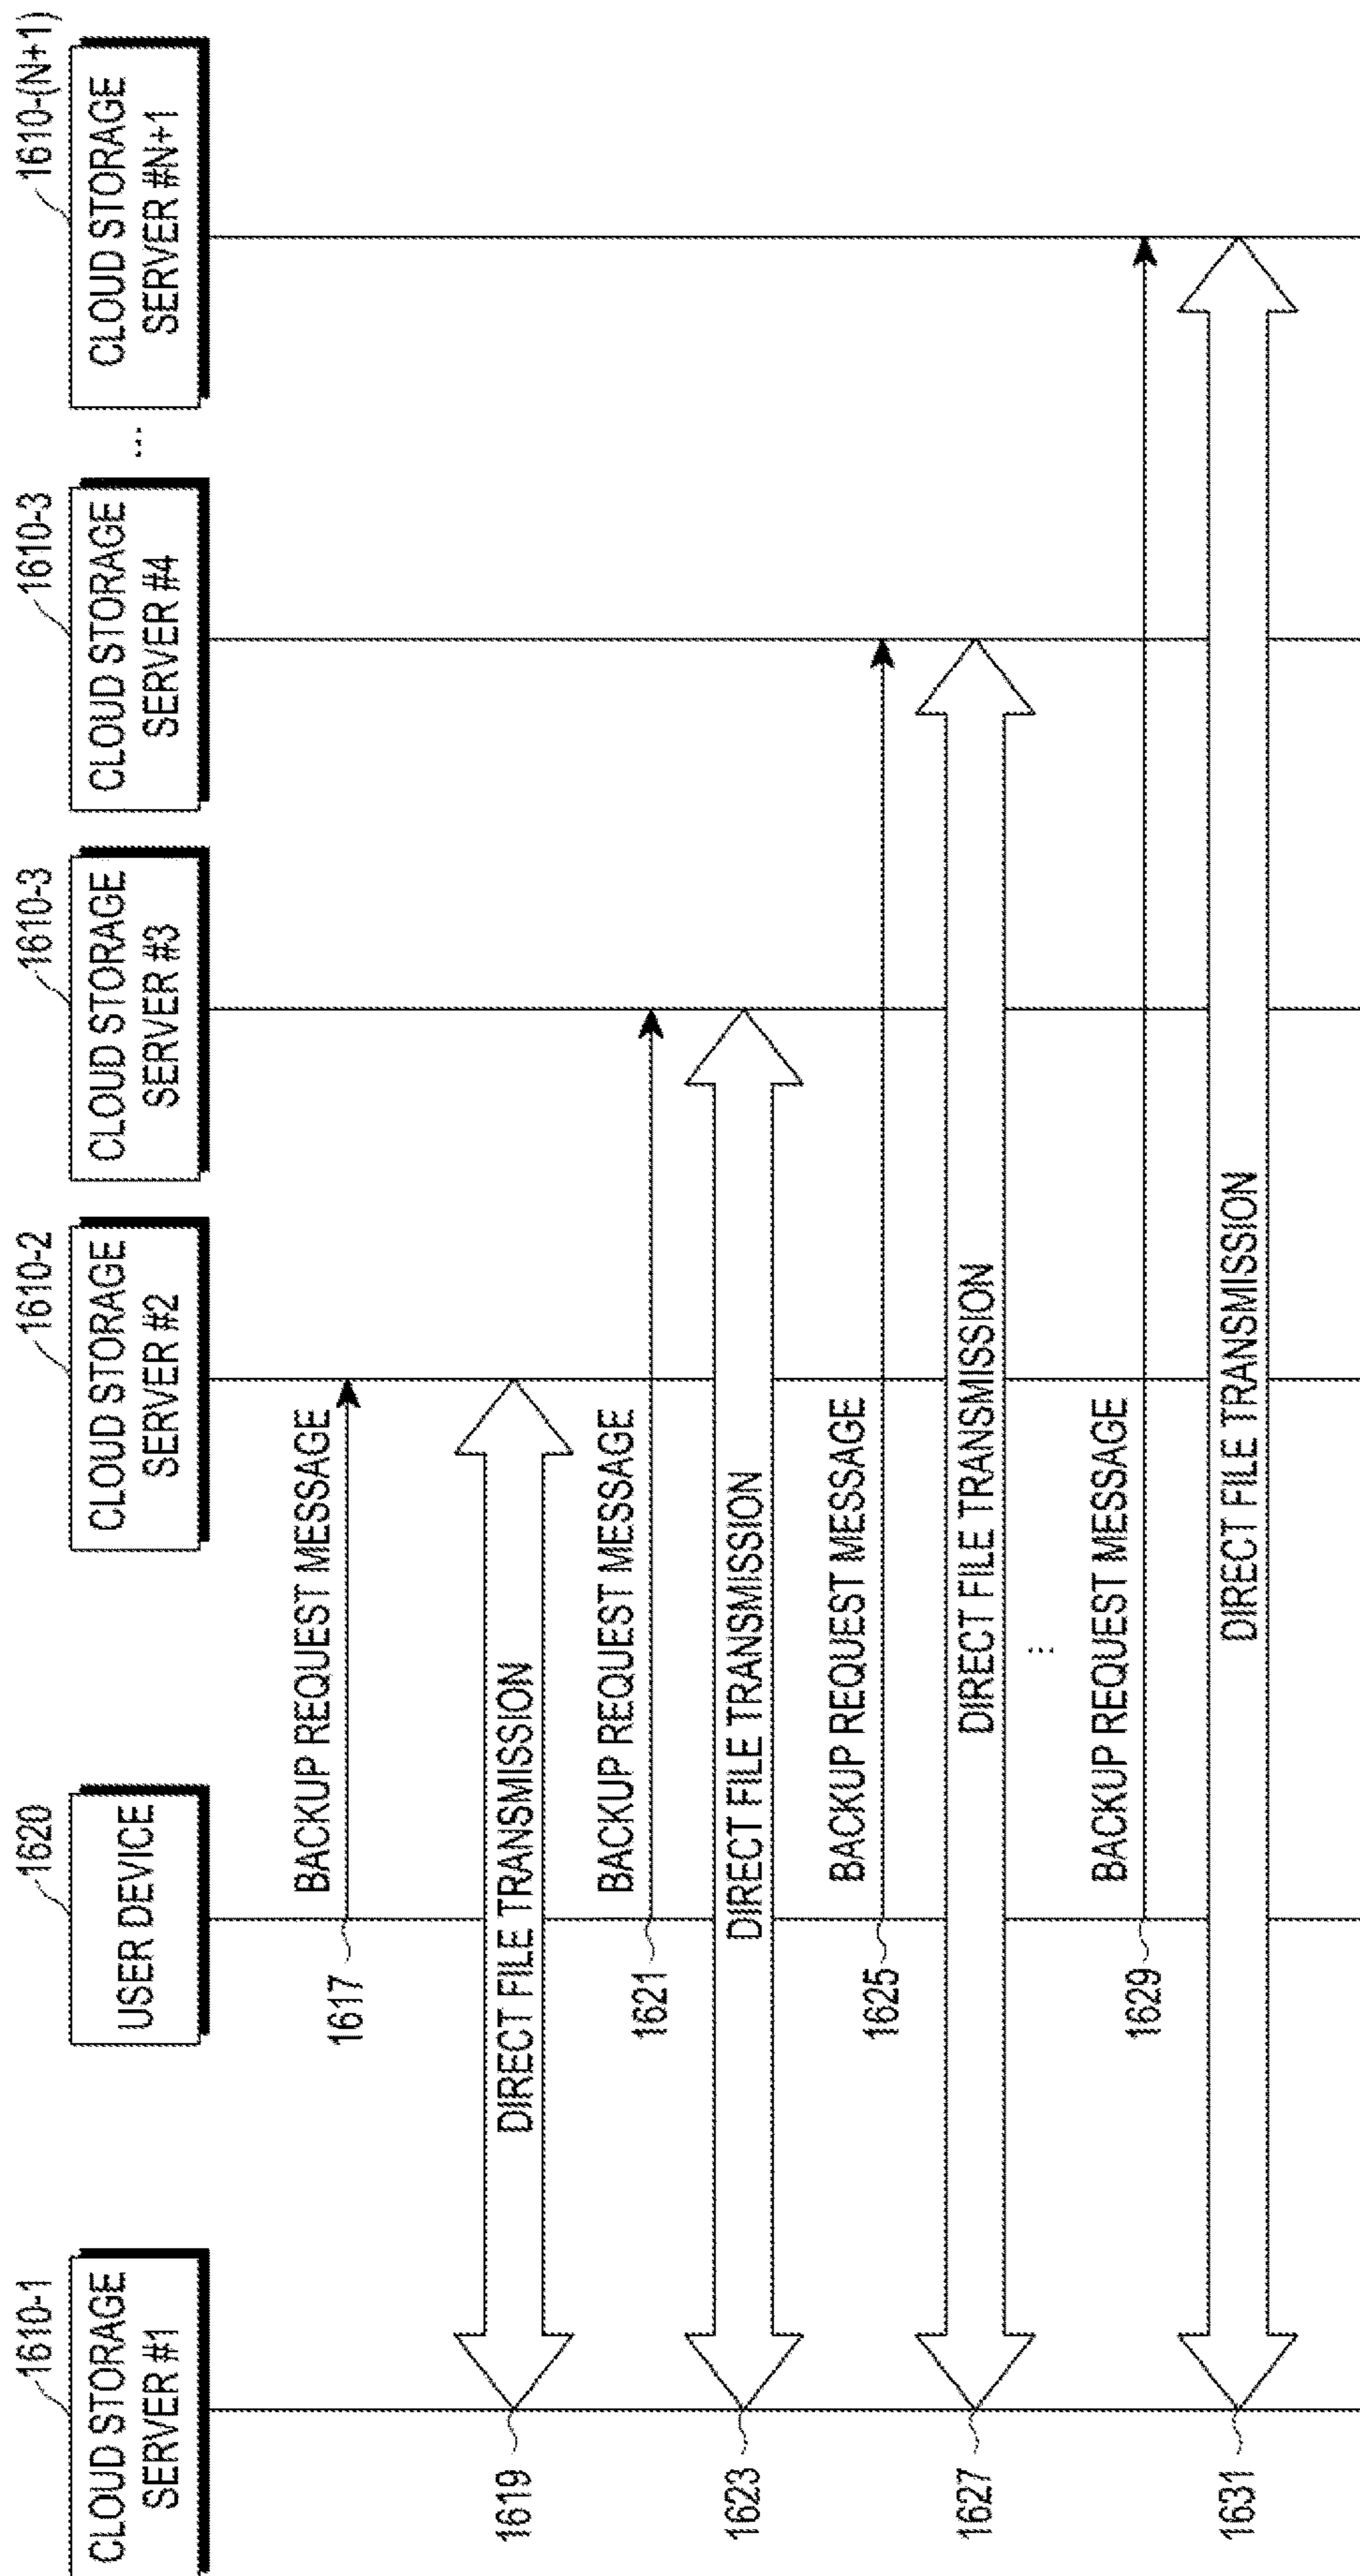 1610-1
CLOUD STORAGE
SERVER #1
1620
USER DEVICE
1610-2
CLOUD STORAGE
SERVER #2
1610-3
CLOUD STORAGE
SERVER #3
1610-3
CLOUD STORAGE
SERVER #4
...
1610-(N+1)
CLOUD STORAGE
SERVER #N+1
BACKUP REQUEST MESSAGE
1617
DIRECT FILE TRANSMISSION
1619
BACKUP REQUEST MESSAGE
1621
DIRECT FILE TRANSMISSION
1623
BACKUP REQUEST MESSAGE
1625
DIRECT FILE TRANSMISSION
1627
...
BACKUP REQUEST MESSAGE
1629
DIRECT FILE TRANSMISSION
1631